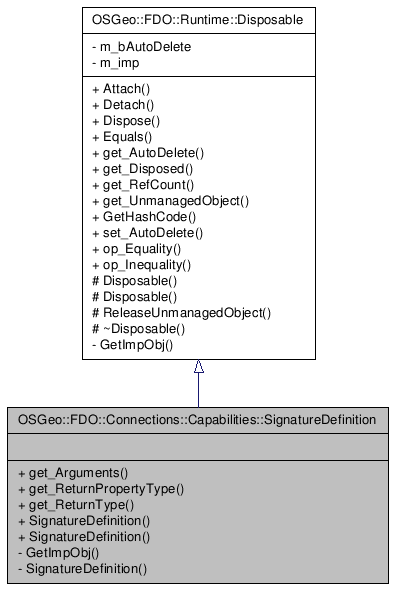 OSGeo::FDO::Runtime::Disposable
- m_bAutoDelete
- m_imp
+ Attach()
+ Detach()
+ Dispose()
+ Equals()
+ get_AutoDelete()
+ get_Disposed()
+ get_RefCount()
+ get_UnmanagedObject()
+ GetHashCode()
+ set_AutoDelete()
+ op_Equality()
+ op_Inequality()
# Disposable()
# Disposable()
# ReleaseUnmanagedObject()
# ~Disposable()
- GetImpObj()
OSGeo::FDO::Connections::Capabilities::SignatureDefinition
+ get_Arguments()
+ get_ReturnPropertyType()
+ get_ReturnType()
+ SignatureDefinition()
+ SignatureDefinition()
- GetImpObj()
- SignatureDefinition()